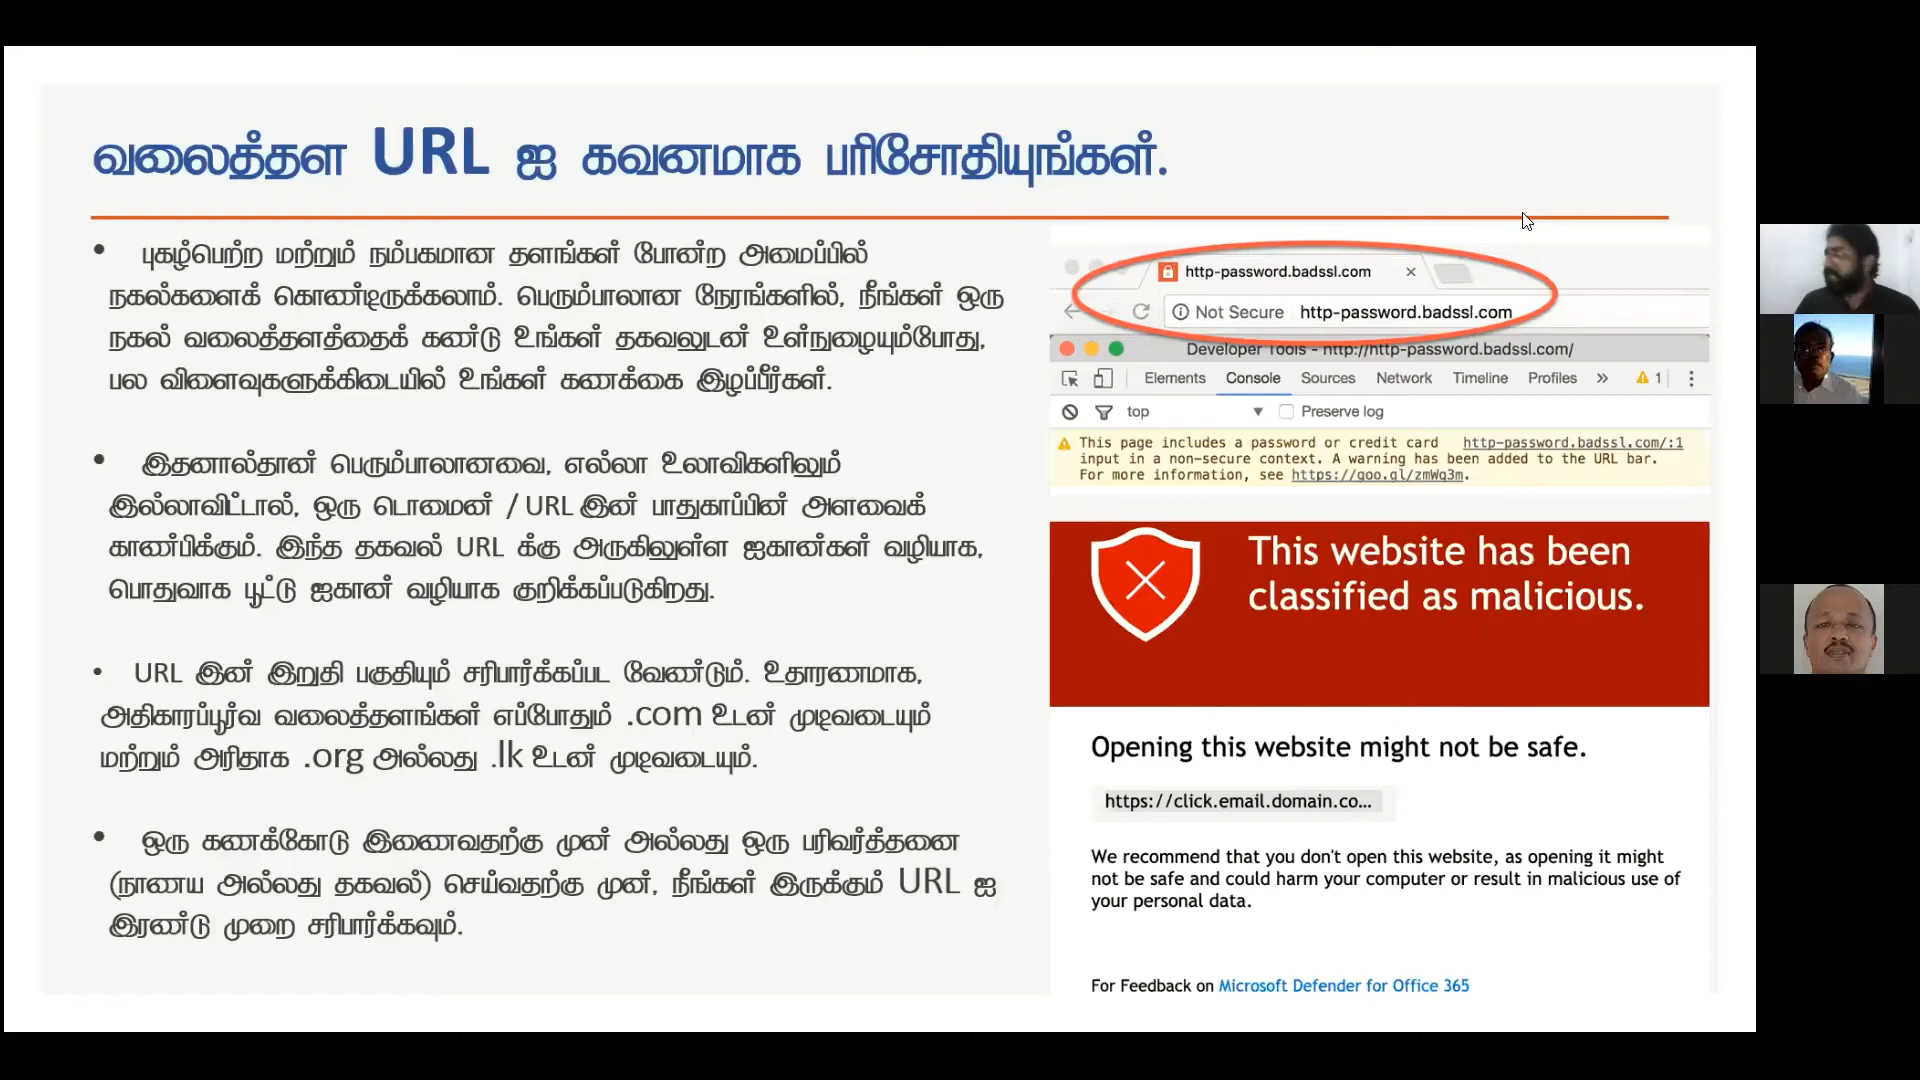 வலைத்தள URL ஐ கவனமாக பரிசோதியுங்கள்.
• புகழ்பெற்ற மற்றும் நம்பகமான தளங்கள் போன்ற அமைப்பில்
நகல்களைக் கொண்டிருக்கலாம். பெரும்பாலான நேரங்களில், நீங்கள் ஒரு
நகல் வலைத்தளத்தைக் கண்டு உங்கள் தகவலுடன் உள்நுழையும்போது,
பல விளைவுகளுக்கிடையில் உங்கள் கணக்கை இழப்பீர்கள்.
• இதனால்தான் பெரும்பாலானவை, எல்லா உலாவிகளிலும்
இல்லாவிட்டால், ஒரு டொமைன் / URL இன் பாதுகாப்பின் அளவைக்
காண்பிக்கும். இந்த தகவல் URL க்கு அருகிலுள்ள ஐகான்கள் வழியாக,
பொதுவாக பூட்டு ஐகான் வழியாக குறிக்கப்படுகிறது.
• URL இன் இறுதி பகுதியும் சரிபார்க்கப்பட வேண்டும். உதாரணமாக,
அதிகாரப்பூர்வ வலைத்தளங்கள் எப்போதும் .com உடன் முடிவடையும்
மற்றும் அரிதாக .org அல்லது .lk உடன் முடிவடையும்.
• ஒரு கணக்கோடு இணைவதற்கு முன் அல்லது ஒரு பரிவர்த்தனை
(நாணய அல்லது தகவல்) செய்வதற்கு முன், நீங்கள் இருக்கும் URL ஐ
இரண்டு முறை சரிபார்க்கவும்.
http-password.badssl.com
Not Secure http-password.badssl.com
Developer Tools - http://http-password.badssl.com/
Elements Console Sources Network Timeline Profiles » 1
top Preserve log
This page includes a password or credit card http-password.badssl.com/:1
input in a non-secure context. A warning has been added to the URL bar.
For more information, see https://goo.gl/zmWq3m.
This website has been
classified as malicious.
Opening this website might not be safe.
https://click.email.domain.co...
We recommend that you don't open this website, as opening it might
not be safe and could harm your computer or result in malicious use of
your personal data.
For Feedback on Microsoft Defender for Office 365